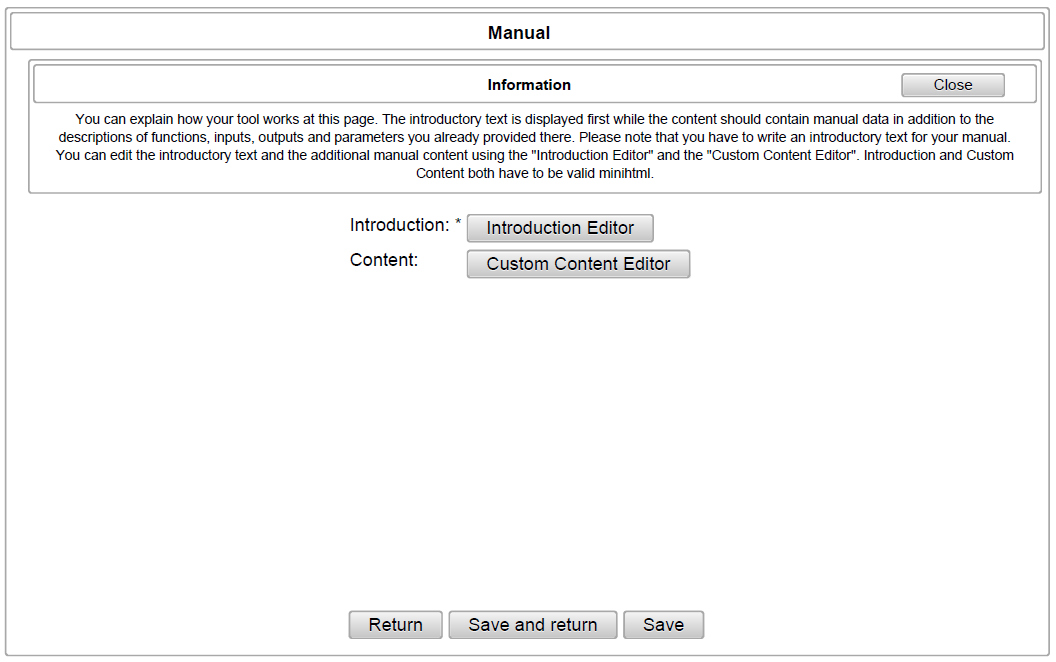 Manual
Information
Close
You can explain how your tool works at this page. The introductory text is displayed first while the content should contain manual data in addition to the
descriptions of functions, inputs, outputs and parameters you already provided there. Please note that you have to write an introductory text for your manual.
You can edit the introductory text and the additional manual content using the "Introduction Editor" and the "Custom Content Editor". Introduction and Custom
Content both have to be valid minihtml.
Introduction: * Introduction Editor
Content: Custom Content Editor
Return Save and return Save